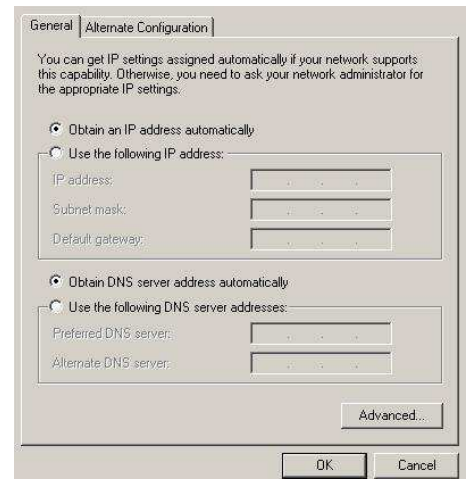 General
Alternate Configuration
You can get IP settings assigned automatically if your network supports
this capability. Otherwise, you need to ask your network administrator for
the appropriate IP settings.
Obtain an IP address automatically
Use the following IP address:
IP address:
Subnet mask:
Default gateway:
Obtain DNS server address automatically
Use the following DNS server addresses:
Preferred DNS server:
Alternate DNS server:
Advanced...
OK
Cancel